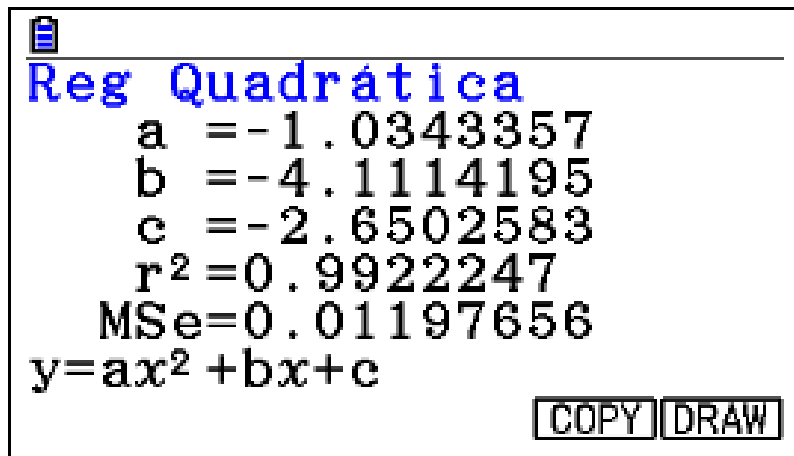 Reg Quadrática
a =-1.0343357
b =-4.1114195
c =-2.6502583
r²=0.9922247
MSe=0.01197656
y=ax²+bx+c
COPY DRAW